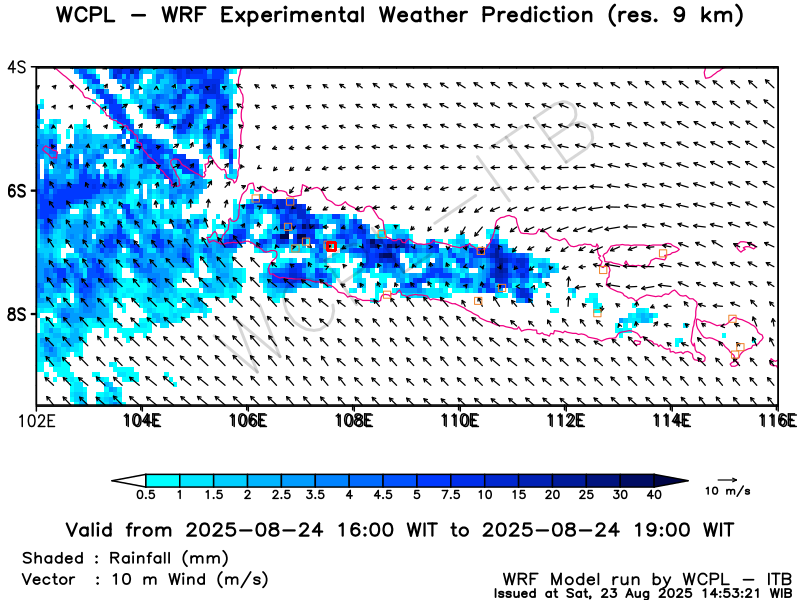 WCPL — WRF Experimental Weather Prediction (res. 9 km)
4S
6S
8S
102E 104E 106E 108E 110E 112E 114E 116E
WCPL — ITB
0.5 1 1.5 2 2.5 3.5 4 4.5 5 7.5 10 15 20 25 30 40
10 m/s
Valid from 2025-08-24 16:00 WIT to 2025-08-24 19:00 WIT
Shaded : Rainfall (mm)
Vector : 10 m Wind (m/s)
WRF Model run by WCPL — ITB
Issued at Sat, 23 Aug 2025 14:53:21 WIB